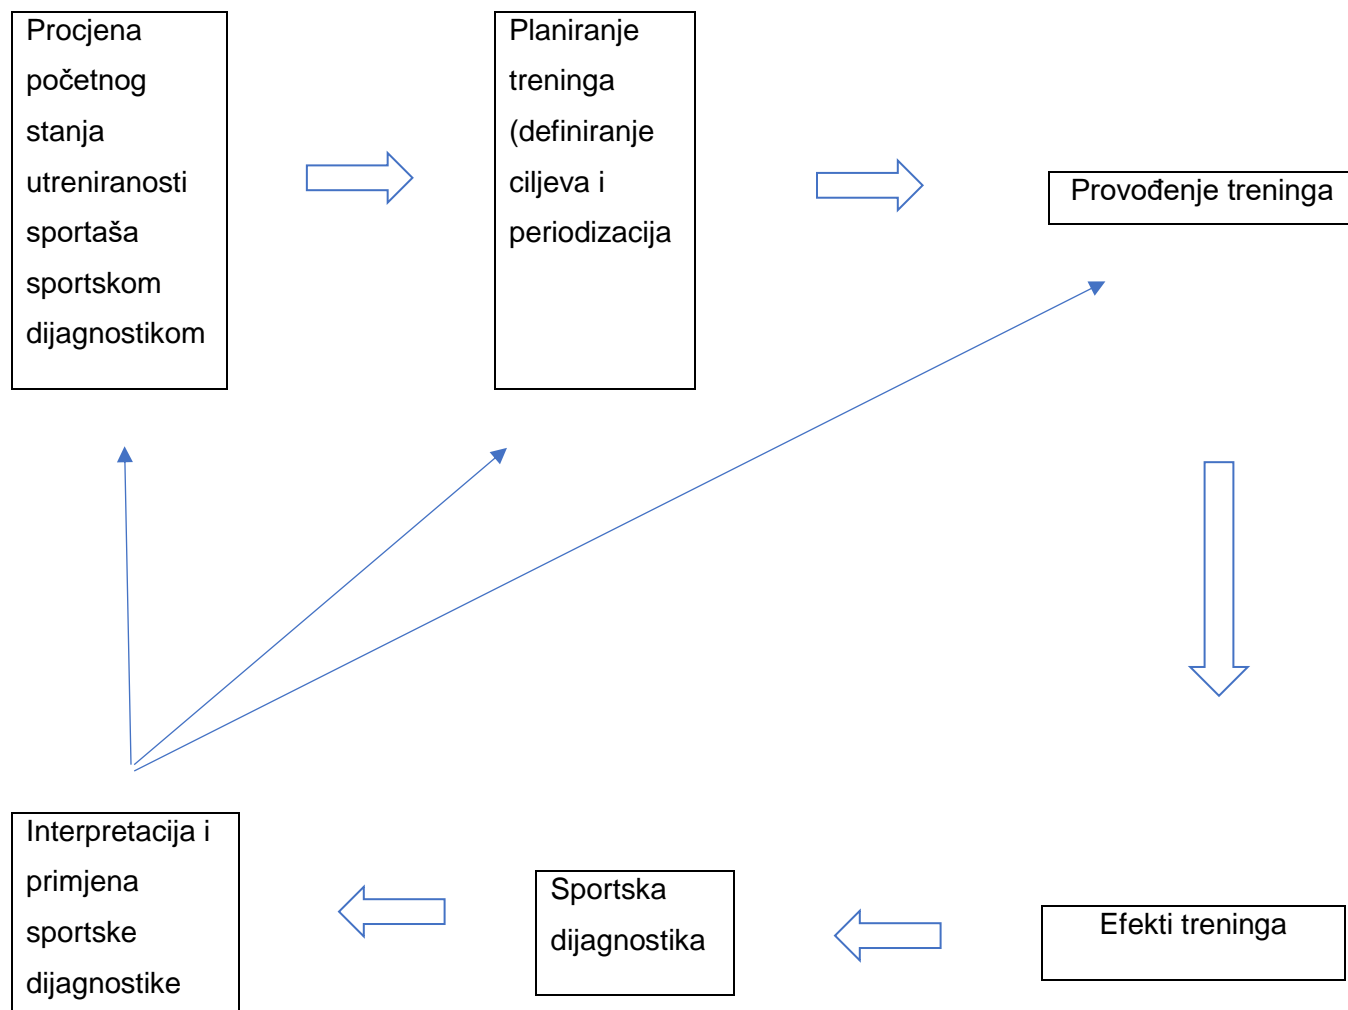 Procjena
početnog
stanja
utreniranosti
sportaša
sportskom
dijagnostikom
Planiranje
treninga
(definiranje
ciljeva i
periodizacija
Provođenje treninga
Interpretacija i
primjena
sportske
dijagnostike
Sportska
dijagnostika
Efekti treninga